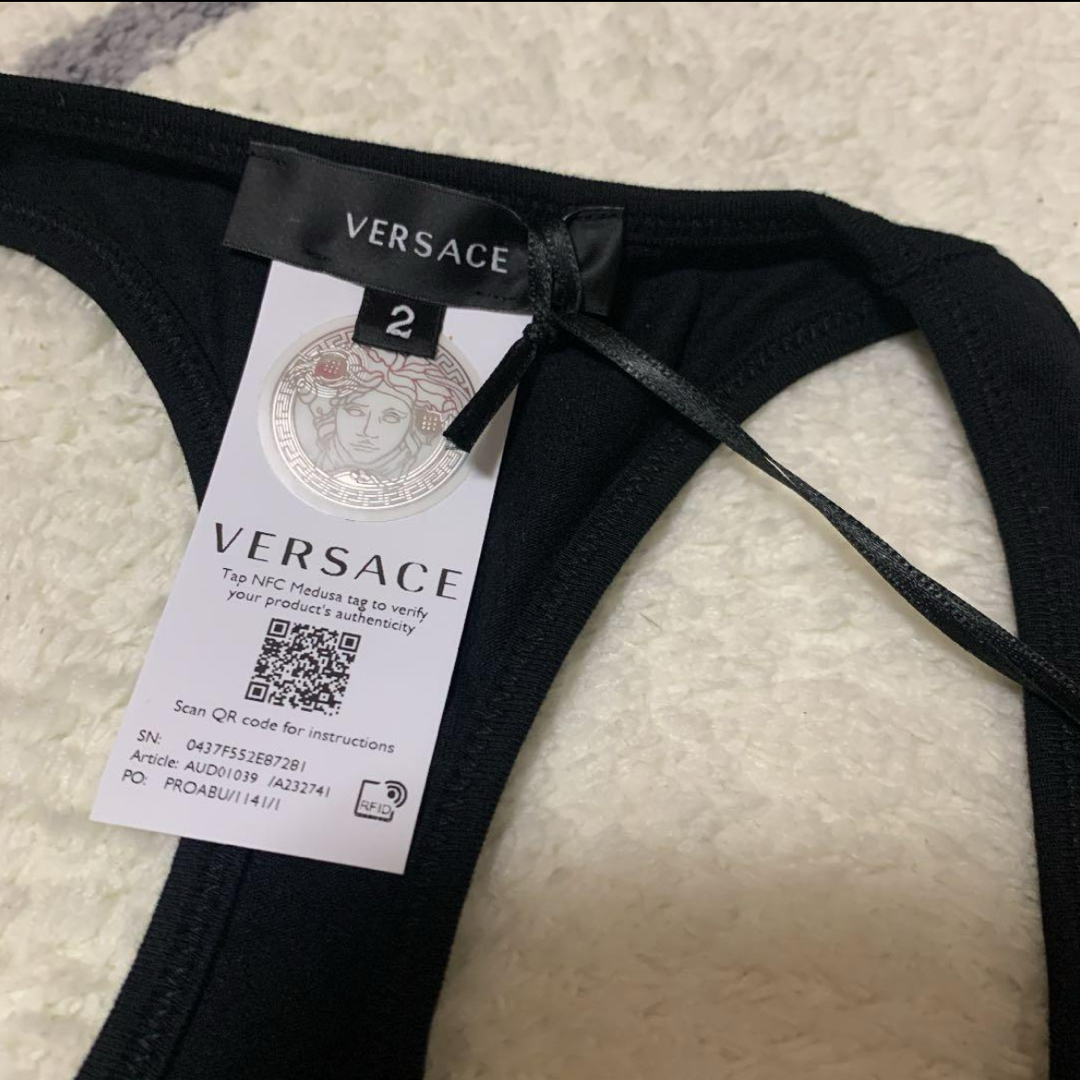 VERSACE
2
VERSACE
Tap NFC Medusa tag to verify
your product's authenticity
Scan QR code for instructions
SN: 0437F552E87281
Article: AUD01039 /A232741
PO: PROABU/1141/1
RFID